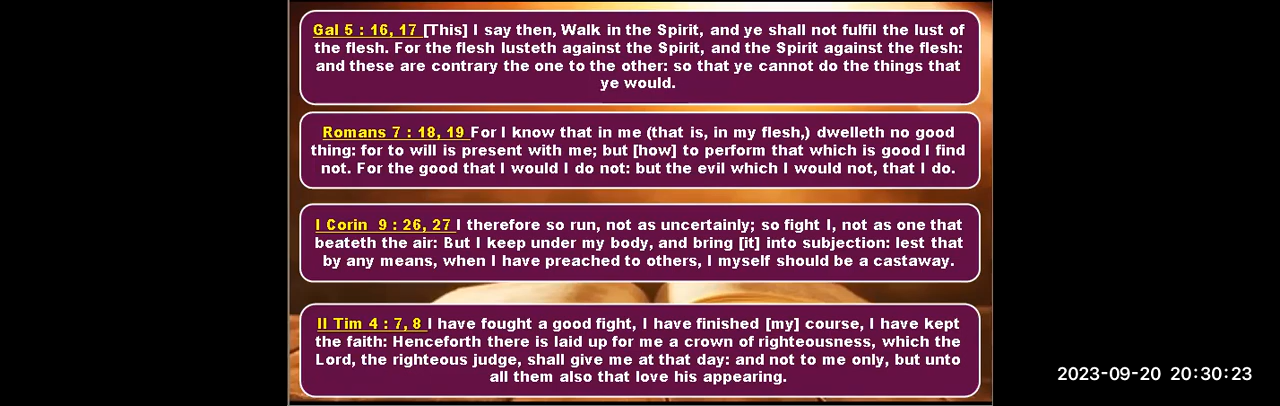 Gal 5 : 16, 17 [This] I say then, Walk in the Spirit, and ye shall not fulfil the lust of
the flesh. For the flesh lusteth against the Spirit, and the Spirit against the flesh:
and these are contrary the one to the other: so that ye cannot do the things that
ye would.
Romans 7 : 18, 19 For I know that in me (that is, in my flesh,) dwelleth no good
thing: for to will is present with me; but [how] to perform that which is good I find
not. For the good that I would I do not: but the evil which I would not, that I do.
I Corin 9 : 26, 27 I therefore so run, not as uncertainly; so fight I, not as one that
beateth the air: But I keep under my body, and bring [it] into subjection: lest that
by any means, when I have preached to others, I myself should be a castaway.
II Tim 4 : 7, 8 I have fought a good fight, I have finished [my] course, I have kept
the faith: Henceforth there is laid up for me a crown of righteousness, which the
Lord, the righteous judge, shall give me at that day: and not to me only, but unto
all them also that love his appearing.
2023-09-20 20:30:23